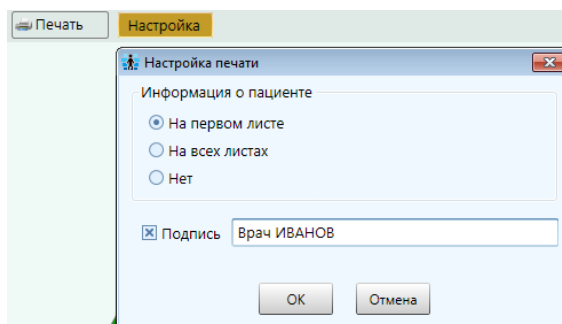 Печать Настройка
Настройка печати
Информация о пациенте
На первом листе
На всех листах
Нет
Подпись Врач ИВАНОВ
ОК Отмена